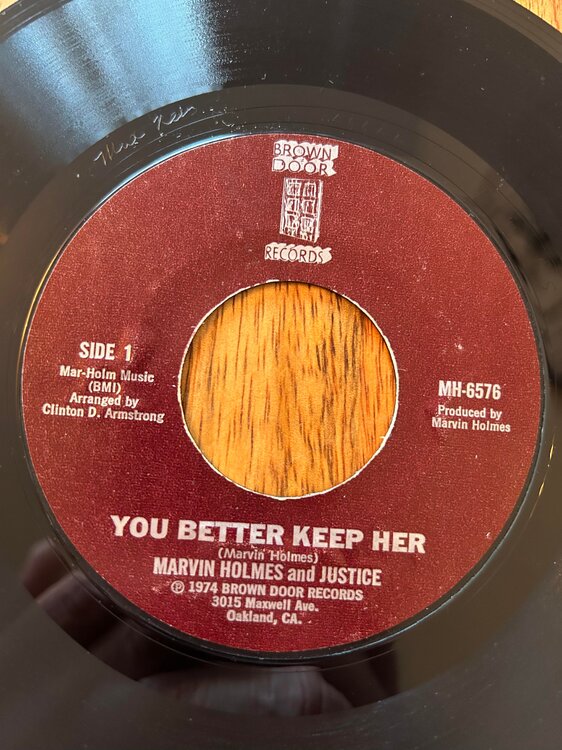 BROWN
DOOR
RECORDS
SIDE 1
Mar-Holm Music
(BMI)
Arranged by
Clinton D. Armstrong
MH-6576
Produced by
Marvin Holmes
YOU BETTER KEEP HER
(Marvin Holmes)
MARVIN HOLMES and JUSTICE
℗ 1974 BROWN DOOR RECORDS
3015 Maxwell Ave.
Oakland, CA.